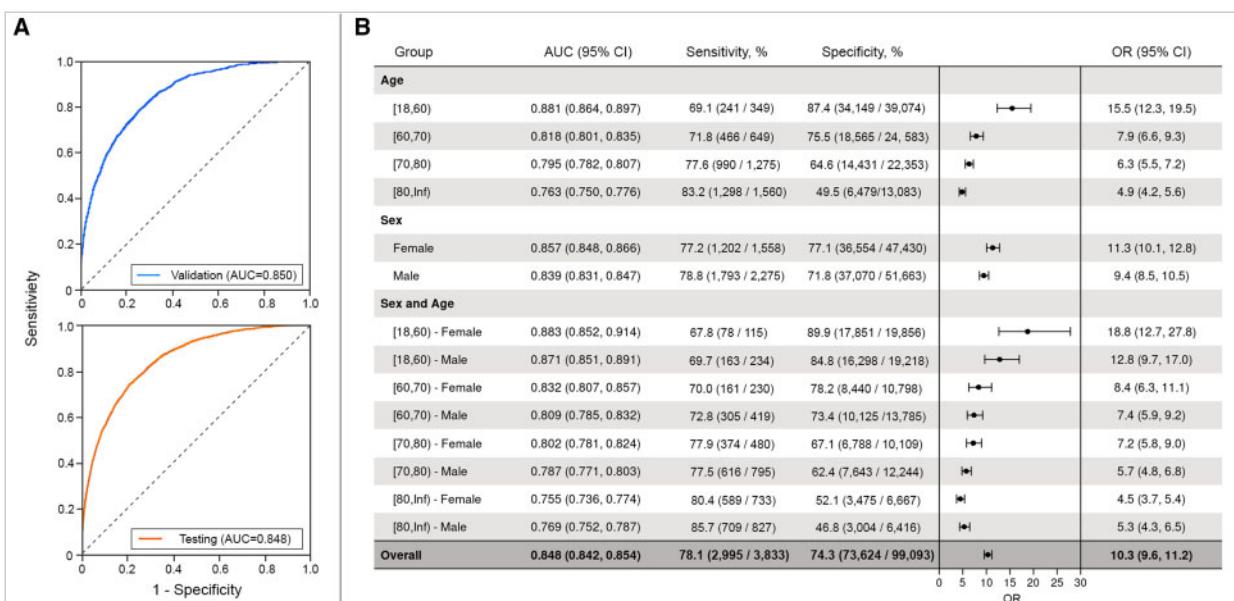 A
Sensitiviety
1.0
0.8
0.6
0.4
0.2
0
Validation (AUC=0.850)
0 0.2 0.4 0.6 0.8 1.0
1.0
0.8
0.6
0.4
0.2
0
Testing (AUC=0.848)
0 0.2 0.4 0.6 0.8 1.0
1 - Specificity
B
Group AUC (95% CI) Sensitivity, % Specificity, % OR (95% CI)
Age
[18,60) 0.881 (0.864, 0.897) 69.1 (241 / 349) 87.4 (34,149 / 39,074) 15.5 (12.3, 19.5)
[60,70) 0.818 (0.801, 0.835) 71.8 (466 / 649) 75.5 (18,565 / 24, 583) 7.9 (6.6, 9.3)
[70,80) 0.795 (0.782, 0.807) 77.6 (990 / 1,275) 64.6 (14,431 / 22,353) 6.3 (5.5, 7.2)
[80,Inf) 0.763 (0.750, 0.776) 83.2 (1,298 / 1,560) 49.5 (6,479/13,083) 4.9 (4.2, 5.6)
Sex
Female 0.857 (0.848, 0.866) 77.2 (1,202 / 1,558) 77.1 (36,554 / 47,430) 11.3 (10.1, 12.8)
Male 0.839 (0.831, 0.847) 78.8 (1,793 / 2,275) 71.8 (37,070 / 51,663) 9.4 (8.5, 10.5)
Sex and Age
[18,60) - Female 0.883 (0.852, 0.914) 67.8 (78 / 115) 89.9 (17,851 / 19,856) 18.8 (12.7, 27.8)
[18,60) - Male 0.871 (0.851, 0.891) 69.7 (163 / 234) 84.8 (16,298 / 19,218) 12.8 (9.7, 17.0)
[60,70) - Female 0.832 (0.807, 0.857) 70.0 (161 / 230) 78.2 (8,440 / 10,798) 8.4 (6.3, 11.1)
[60,70) - Male 0.809 (0.785, 0.832) 72.8 (305 / 419) 73.4 (10,125 /13,785) 7.4 (5.9, 9.2)
[70,80) - Female 0.802 (0.781, 0.824) 77.9 (374 / 480) 67.1 (6,788 / 10,109) 7.2 (5.8, 9.0)
[70,80) - Male 0.787 (0.771, 0.803) 77.5 (616 / 795) 62.4 (7,643 / 12,244) 5.7 (4.8, 6.8)
[80,Inf) - Female 0.755 (0.736, 0.774) 80.4 (589 / 733) 52.1 (3,475 / 6,667) 4.5 (3.7, 5.4)
[80,Inf) - Male 0.769 (0.752, 0.787) 85.7 (709 / 827) 46.8 (3,004 / 6,416) 5.3 (4.3, 6.5)
Overall 0.848 (0.842, 0.854) 78.1 (2,995 / 3,833) 74.3 (73,624 / 99,093) 10.3 (9.6, 11.2)
0 5 10 15 20 25 30
OR